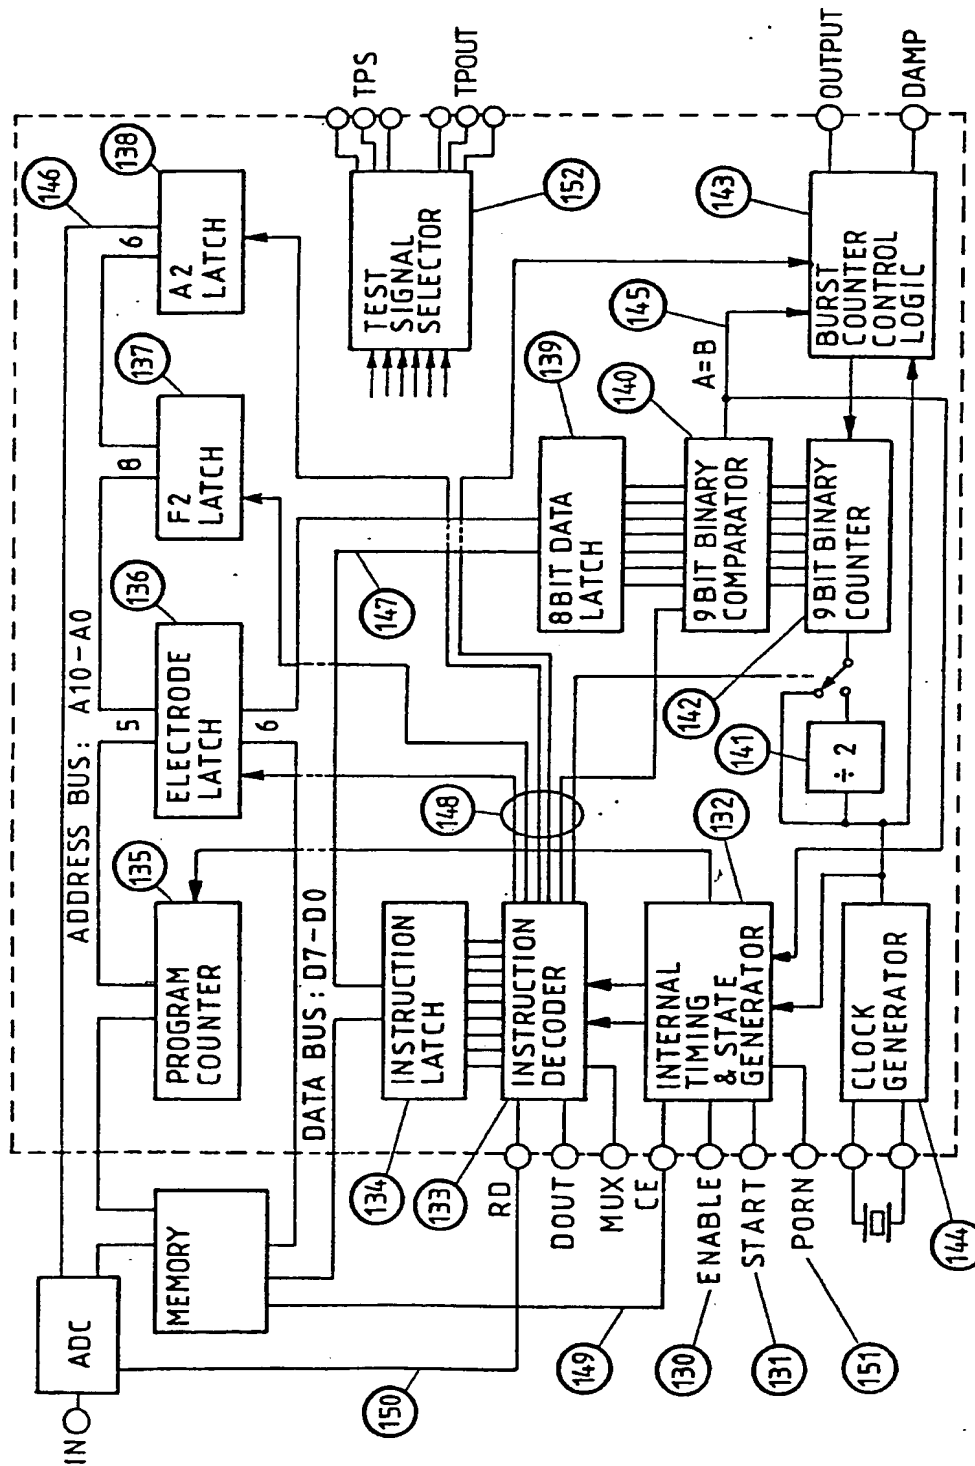 IN
ADC
MEMORY
ADDRESS BUS: A10-A0
DATA BUS: D7-D0
PROGRAM
COUNTER
135
5
ELECTRODE
LATCH
6
136
8
F2
LATCH
137
6
A2
LATCH
138
146
TPS
TPOUT
TEST
SIGNAL
SELECTOR
152
INSTRUCTION
LATCH
134
INSTRUCTION
DECODER
133
148
147
8BIT DATA
LATCH
139
9BIT BINARY
COMPARATOR
140
A=B
145
9BIT BINARY
COUNTER
142
BURST
COUNTER
CONTROL
LOGIC
143
OUTPUT
DAMP
÷ 2
141
INTERNAL
TIMING
& STATE
GENERATOR
132
CLOCK
GENERATOR
144
RD
DOUT
MUX
CE
ENABLE
START
PORN
150
149
130
131
151